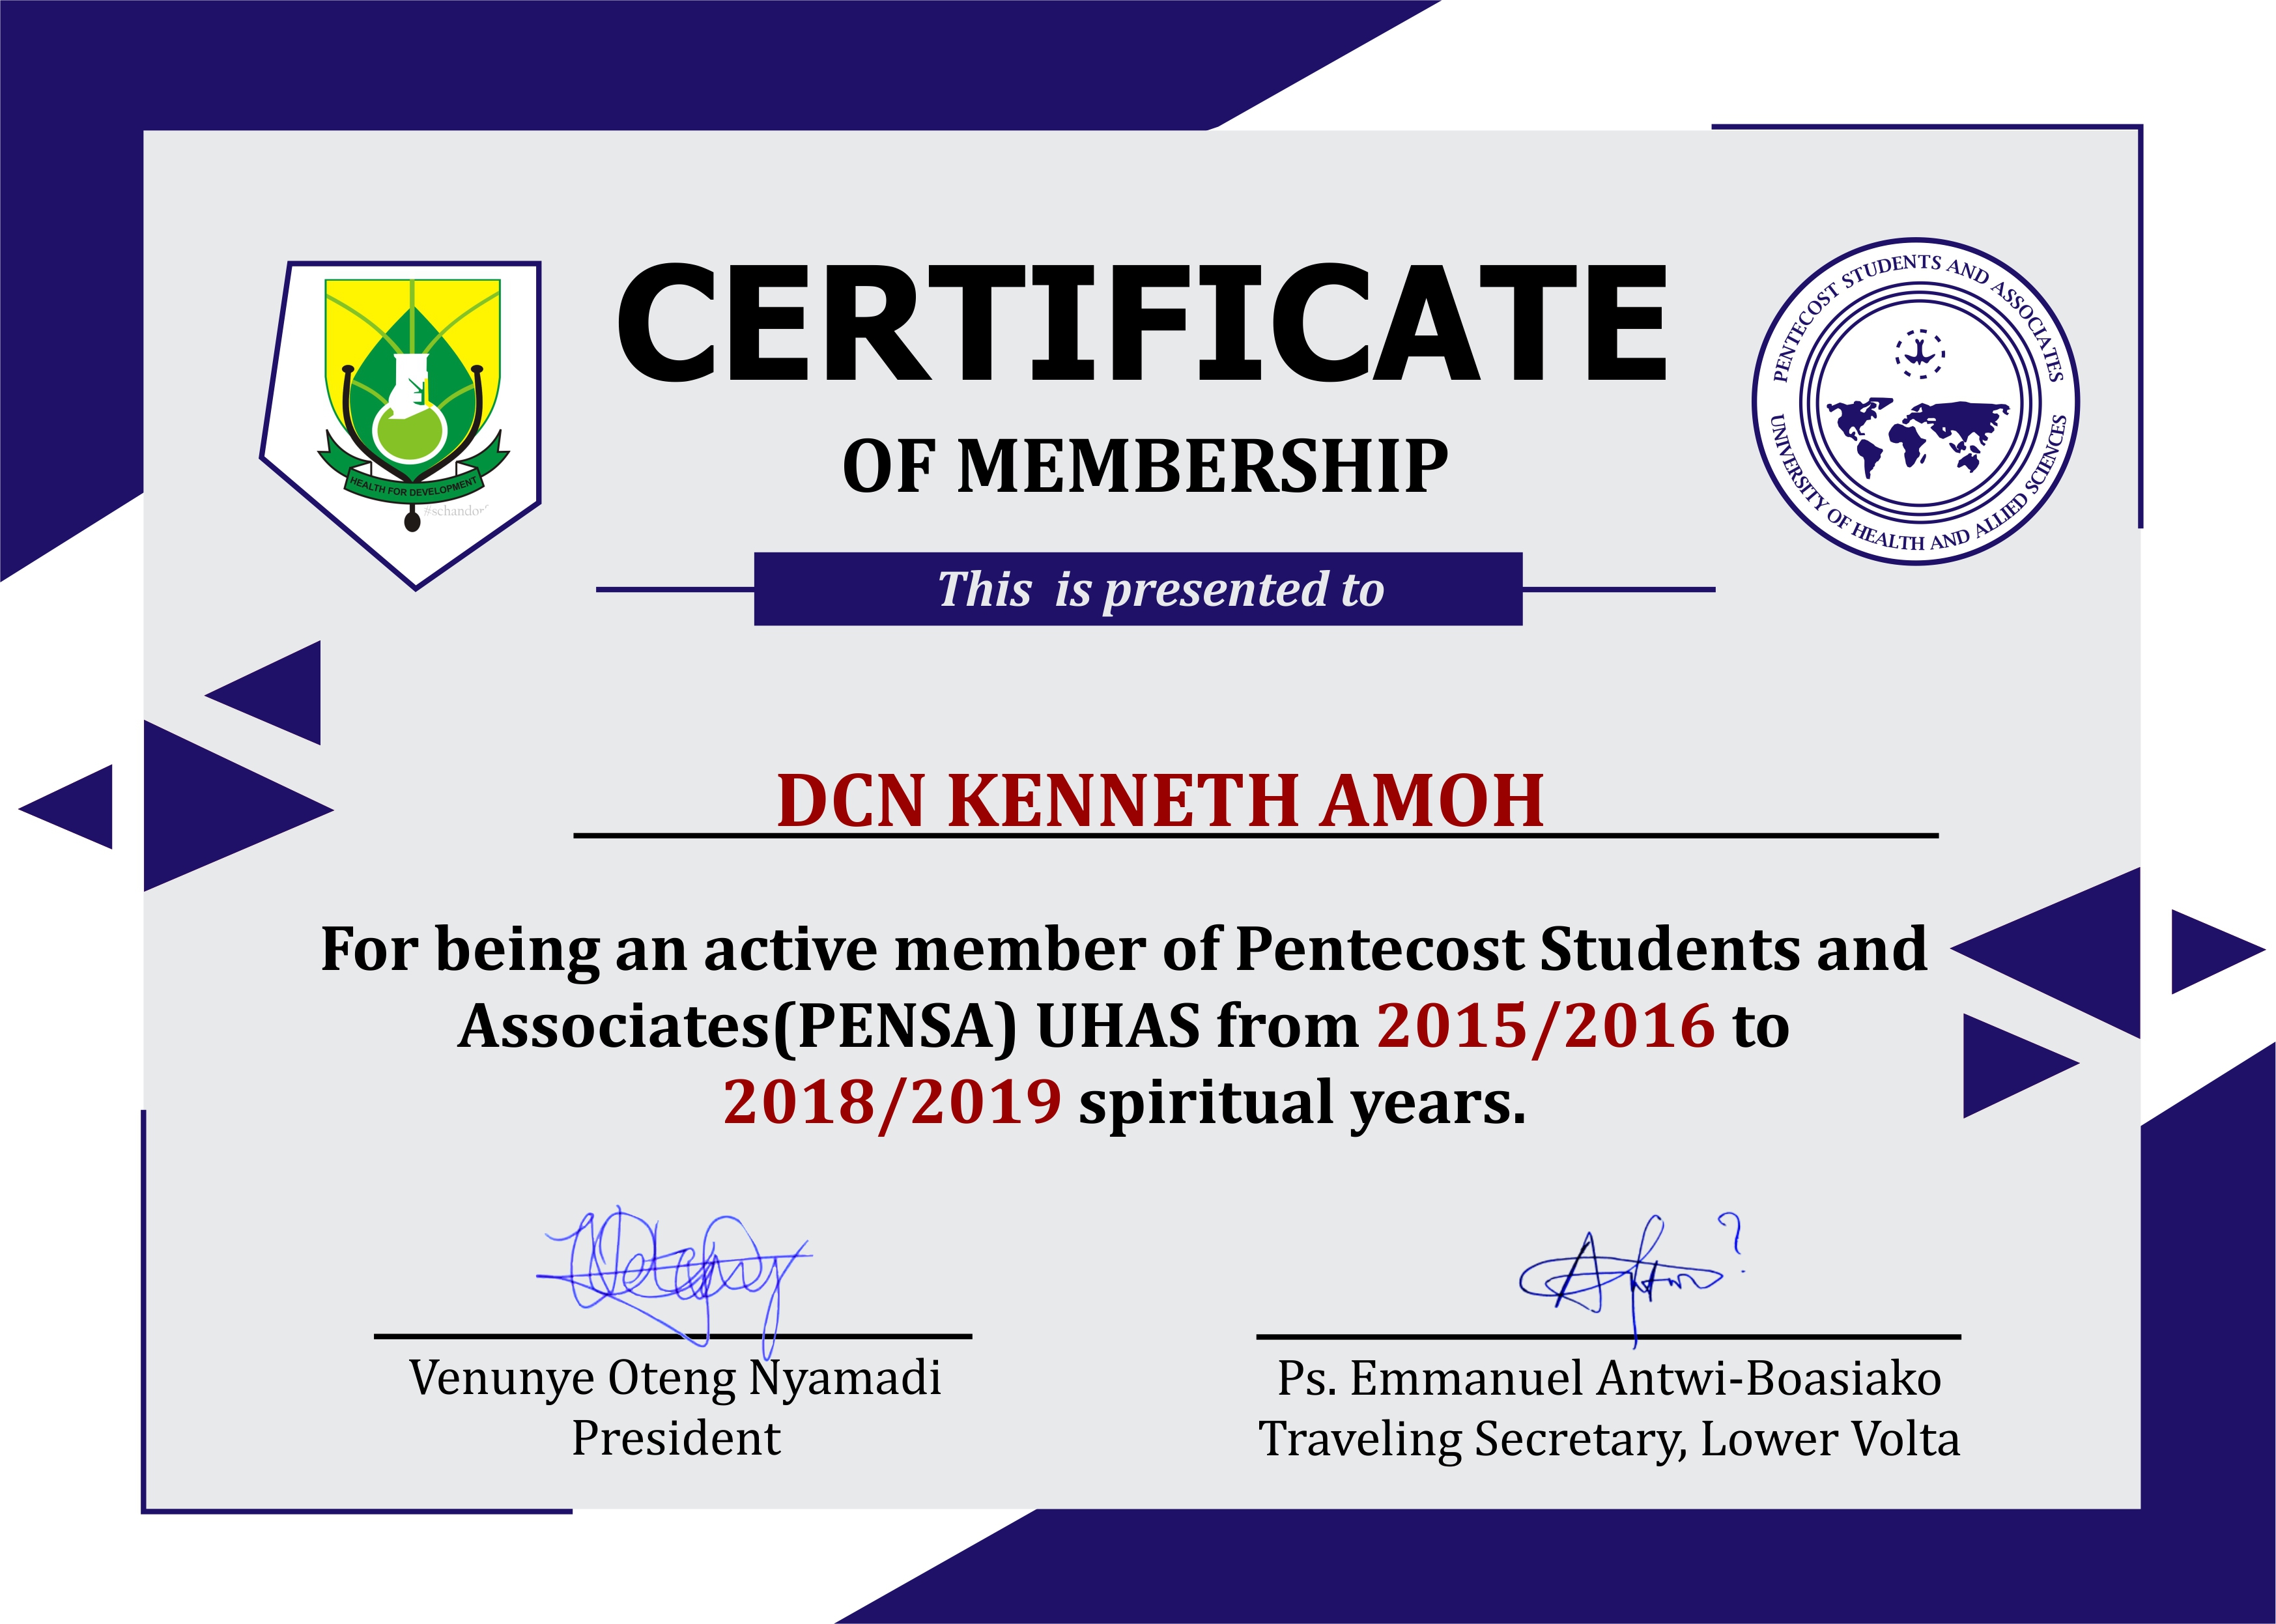 CERTIFICATE
OF MEMBERSHIP
HEALTH FOR DEVELOPMENT
PENTECOST STUDENTS AND ASSOCIATES
UNIVERSITY OF HEALTH AND ALLIED SCIENCES
This is presented to
DCN KENNETH AMOH
For being an active member of Pentecost Students and
Associates(PENSA) UHAS from 2015/2016 to
2018/2019 spiritual years.
Venunye Oteng Nyamadi
President
Ps. Emmanuel Antwi-Boasiako
Traveling Secretary, Lower Volta